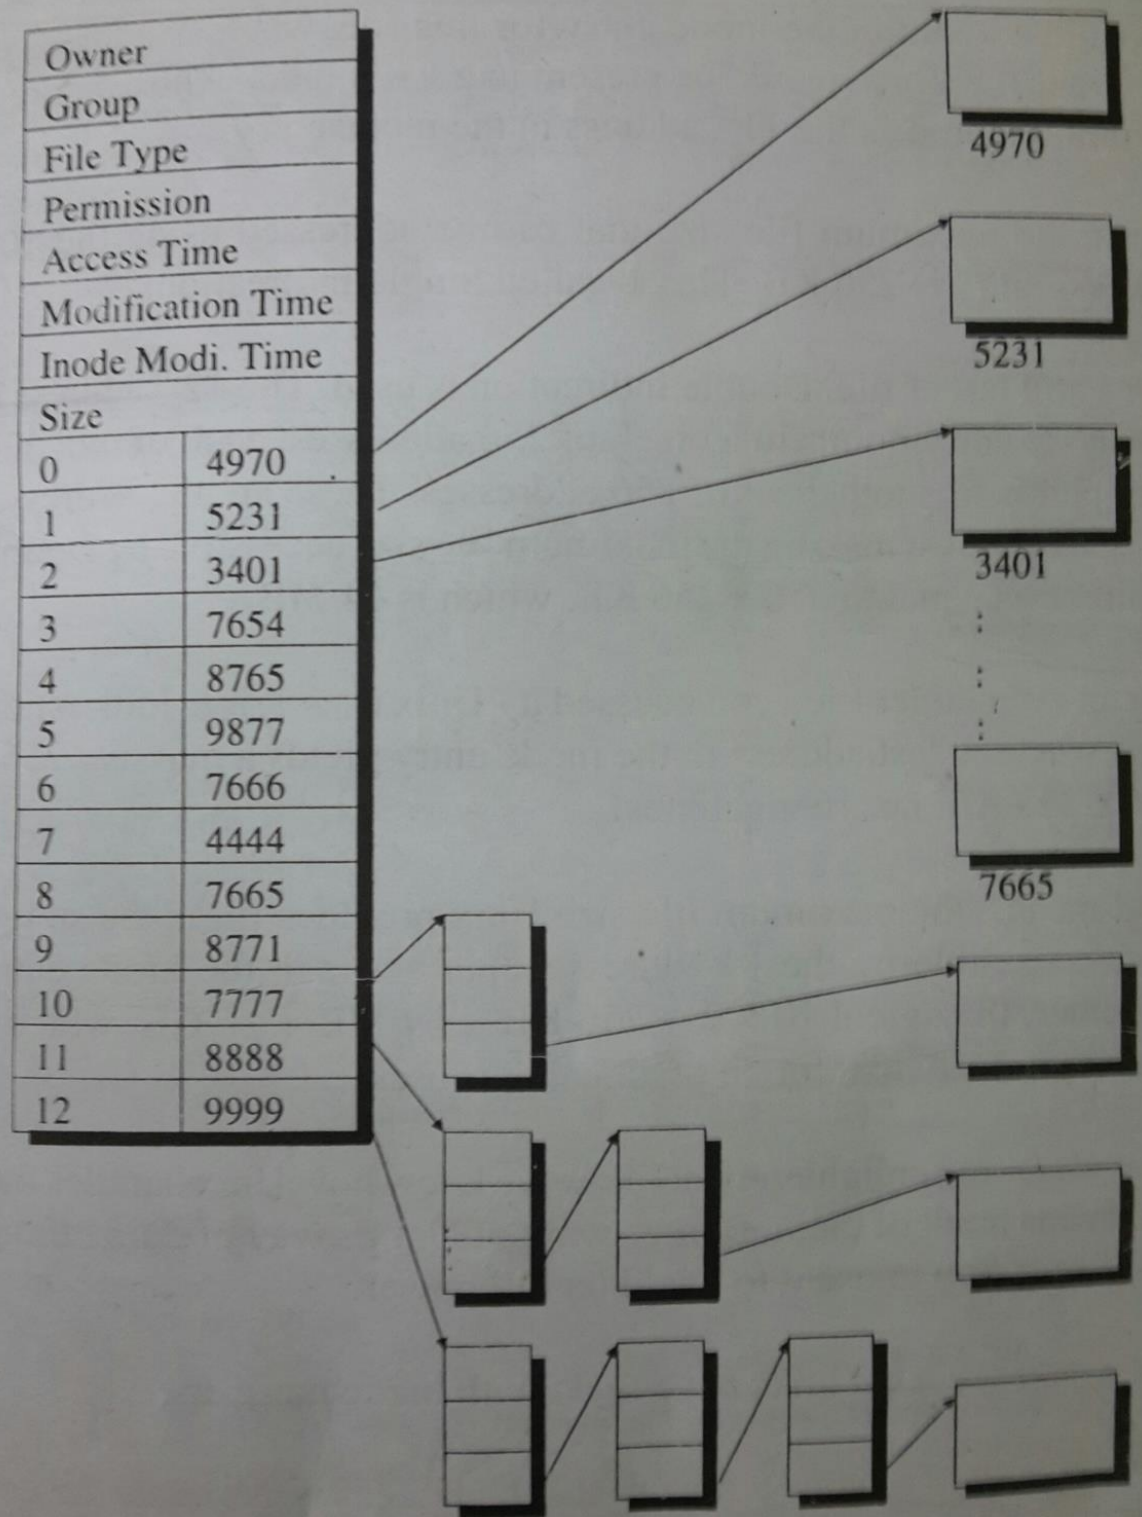 Owner
Group
File Type
Permission
Access Time
Modification Time
Inode Modi. Time
Size
0 4970
1 5231
2 3401
3 7654
4 8765
5 9877
6 7666
7 4444
8 7665
9 8771
10 7777
11 8888
12 9999
4970
5231
3401
:
:
:
7665